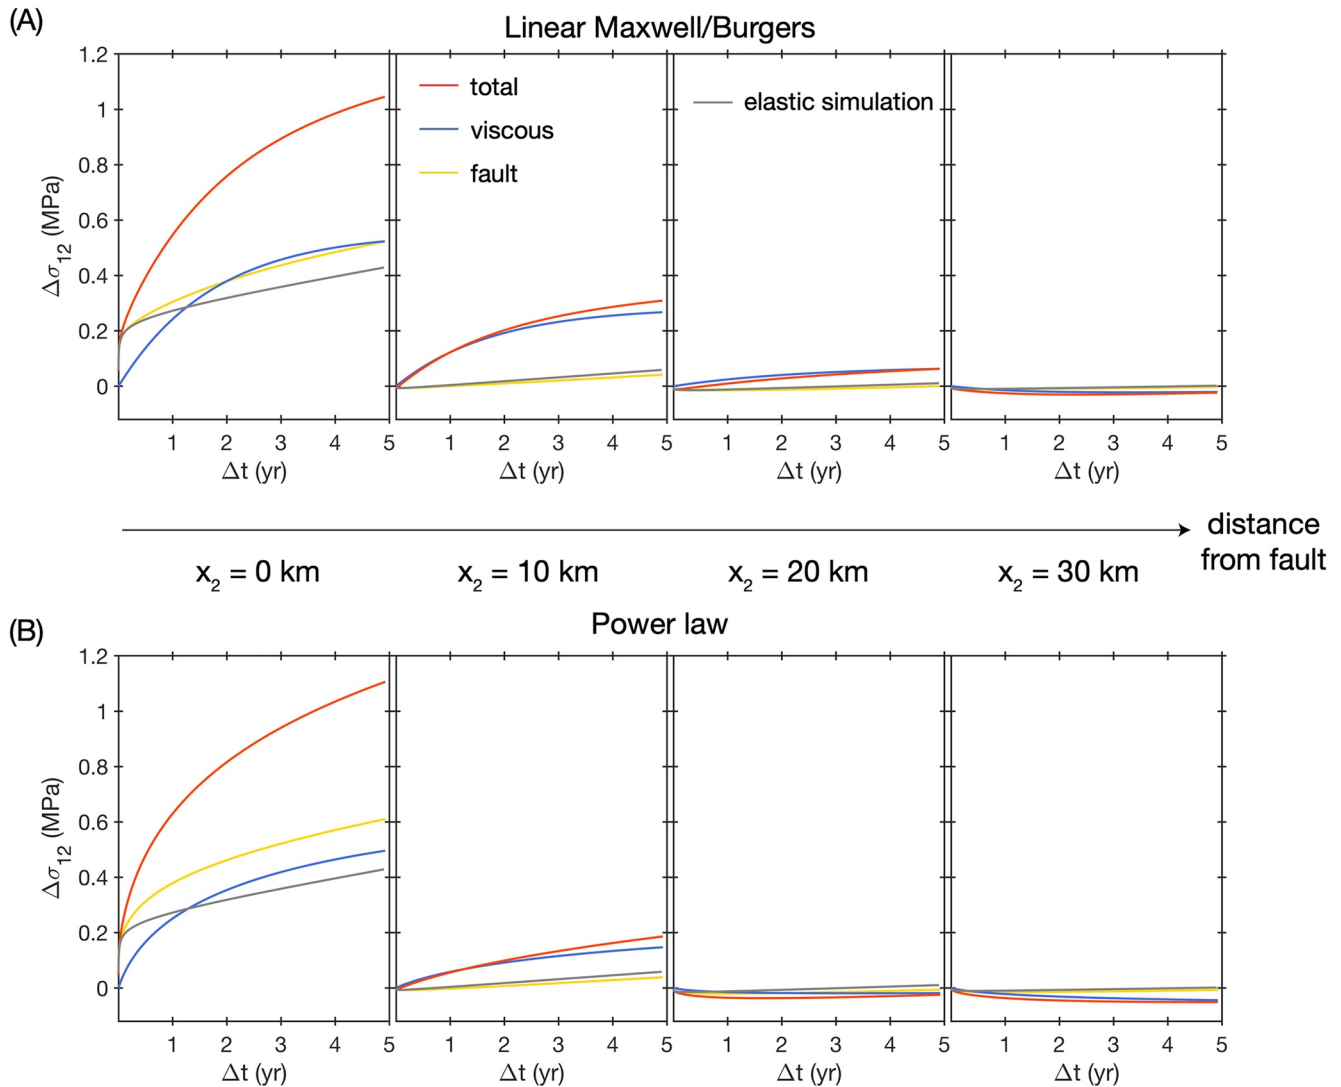 (A)
Linear Maxwell/Burgers
1.2
1
0.8
0.6
0.4
0.2
0
Δσ₁₂ (MPa)
total
viscous
fault
elastic simulation
1 2 3 4 5 1 2 3 4 5 1 2 3 4 5 1 2 3 4 5
Δt (yr) Δt (yr) Δt (yr) Δt (yr)
distance
from fault
x₂ = 0 km x₂ = 10 km x₂ = 20 km x₂ = 30 km
(B)
Power law
1.2
1
0.8
0.6
0.4
0.2
0
Δσ₁₂ (MPa)
1 2 3 4 5 1 2 3 4 5 1 2 3 4 5 1 2 3 4 5
Δt (yr) Δt (yr) Δt (yr) Δt (yr)